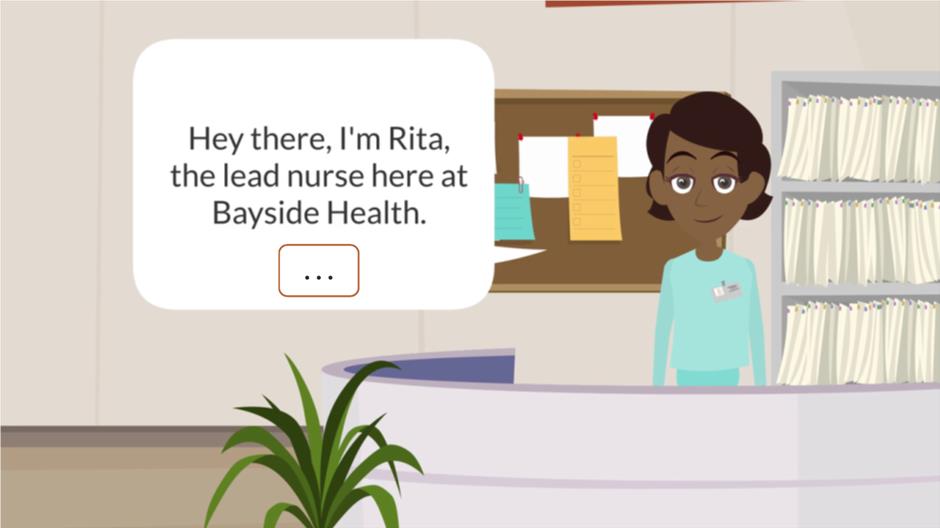 Hey there, I'm Rita,
the lead nurse here at
Bayside Health.
...